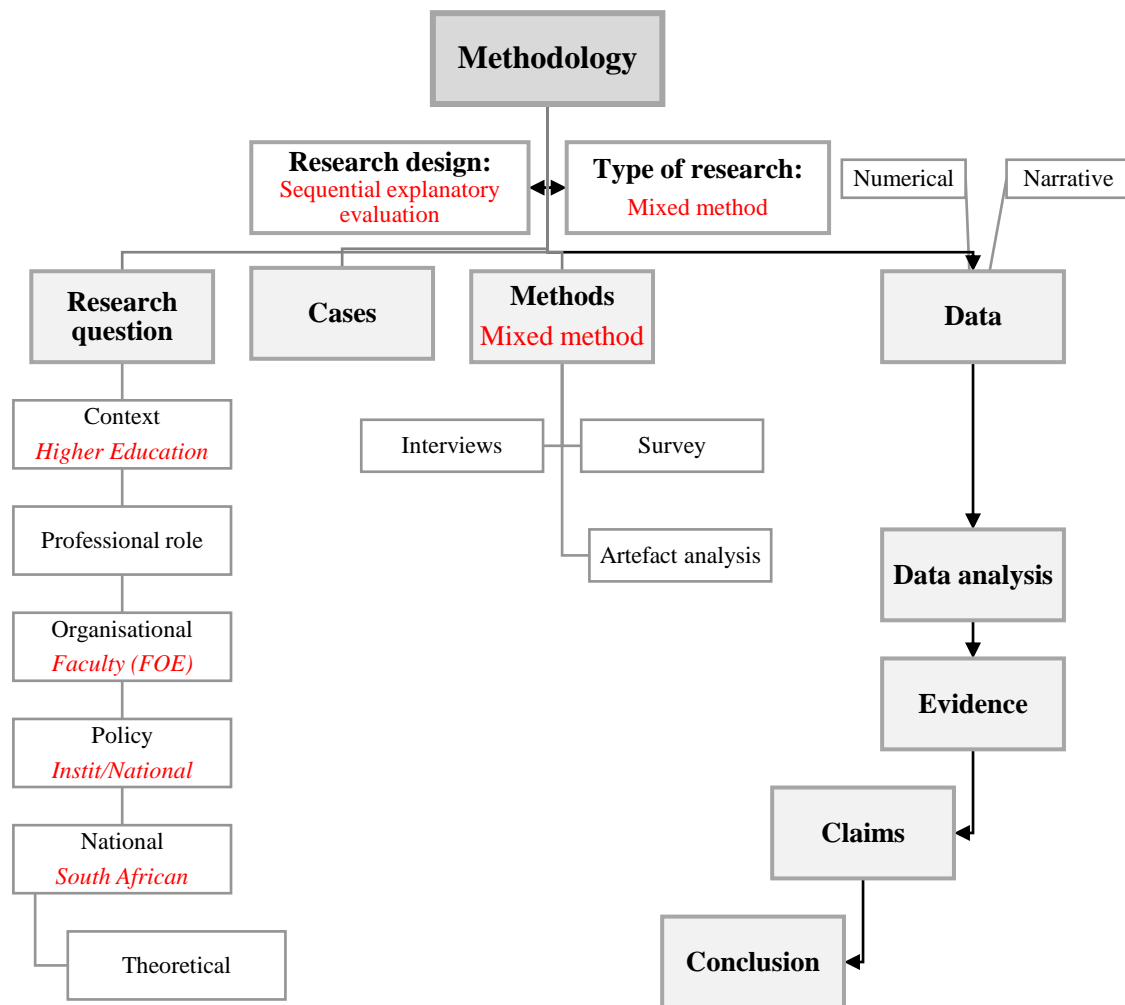 Methodology
Research design:
Sequential explanatory
evaluation
Type of research:
Mixed method
Numerical
Narrative
Research
question
Cases
Methods
Mixed method
Data
Context
Higher Education
Interviews
Survey
Professional role
Artefact analysis
Data analysis
Organisational
Faculty (FOE)
Evidence
Policy
Instit/National
Claims
National
South African
Theoretical
Conclusion